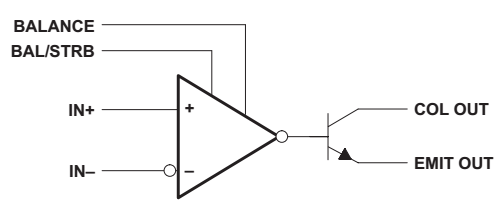 BALANCE
BAL/STRB
IN+
+
COL OUT
IN–
–
EMIT OUT